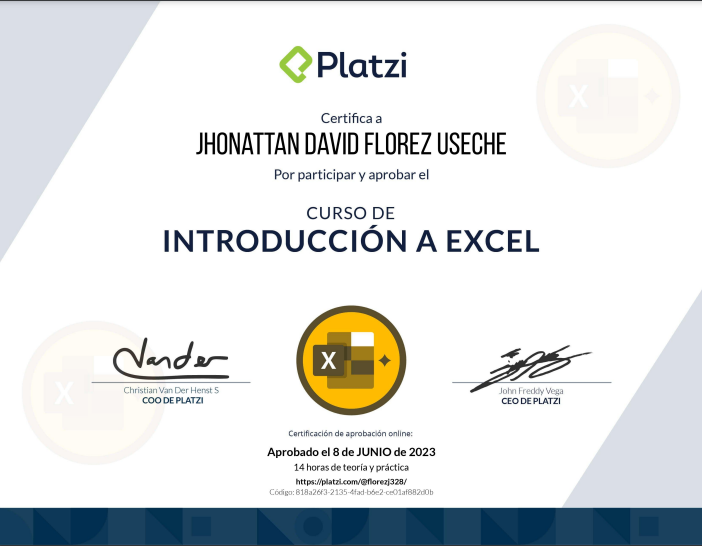 Platzi
Certifica a
JHONATTAN DAVID FLOREZ USECHE
Por participar y aprobar el
CURSO DE
INTRODUCCIÓN A EXCEL
X
X
X
Vander
Christian Van Der Henst S
COO DE PLATZI
John Freddy Vega
CEO DE PLATZI
Certificación de aprobación online:
Aprobado el 8 de JUNIO de 2023
14 horas de teoría y práctica
https://platzi.com/@florezj328/
Código: 818a26f3-2135-4fad-b6e2-ce01af882d0b